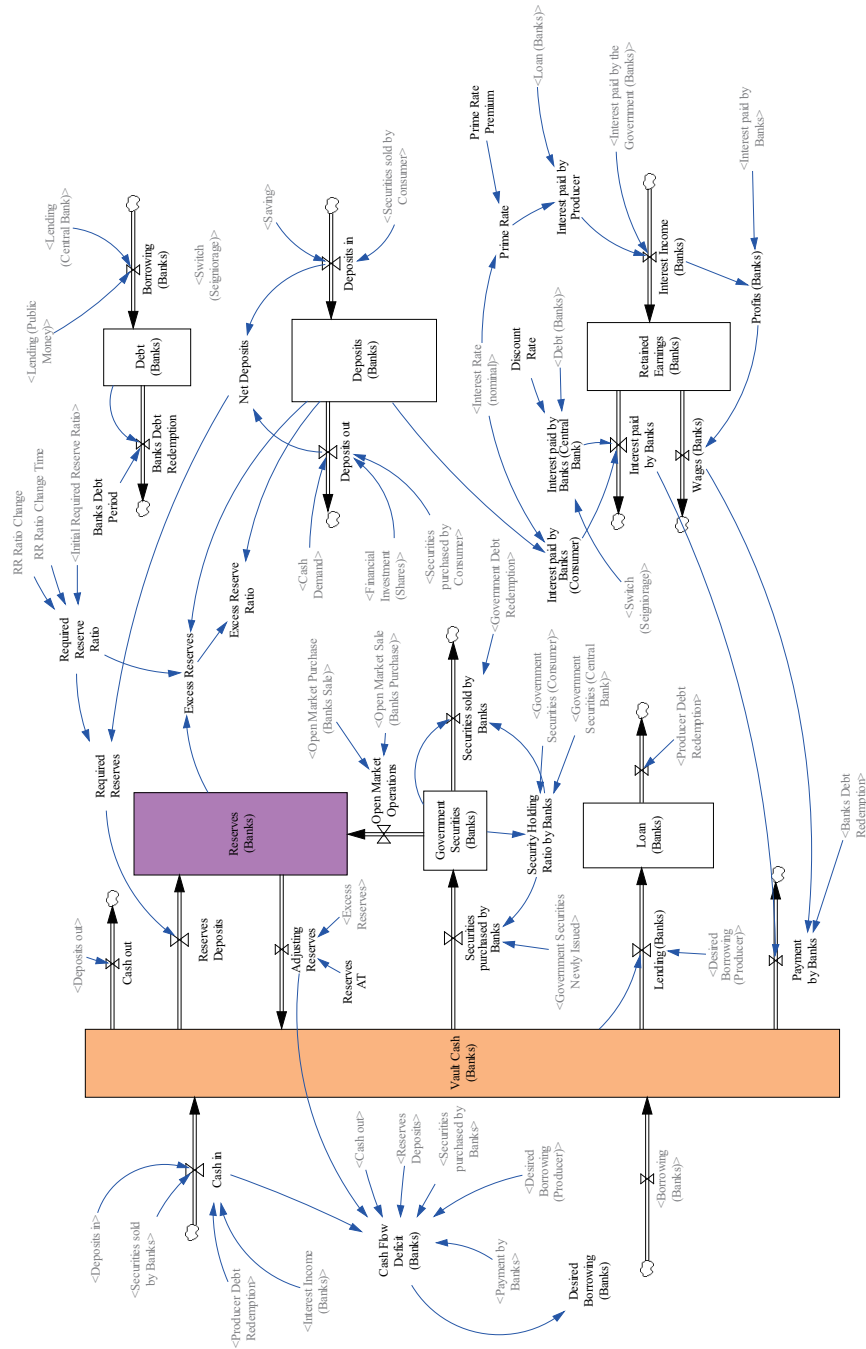 <Deposits in>
<Securities sold
by Banks>
Cash in
<Producer Debt
Redemption>
<Interest Income
(Banks)>
Cash Flow
Deficit
(Banks)
<Cash out>
<Reserves
Deposits>
<Securities
purchased by
Banks>
<Desired
Borrowing
(Producer)>
<Payment by
Banks>
Desired
Borrowing
(Banks)
<Borrowing
(Banks)>
Vault Cash
(Banks)
<Deposits out>
Cash out
Reserves
Deposits
Adjusting
Reserves
Reserves
AT
<Excess
Reserves>
Securities
purchased by
Banks
<Government Securities
Newly Issued>
Lending (Banks)
<Desired
Borrowing
(Producer)>
Payment
by Banks
<Banks Debt
Redemption>
Required
Reserves
Reserves
(Banks)
Open Market
Operations
<Open Market Purchase
(Banks Sale)>
<Open Market Sale
(Banks Purchase)>
Government
Securities
(Banks)
Securities sold by
Banks
<Government Debt
Redemption>
Security Holding
Ratio by Banks
<Government
Securities (Consumer)>
<Government
Securities (Central
Bank)>
Loan
(Banks)
<Producer Debt
Redemption>
RR Ratio Change
RR Ratio Change Time
<Initial Required Reserve Ratio>
Required
Reserve
Ratio
Excess Reserves
Excess Reserve
Ratio
Banks Debt
Period
Banks Debt
Redemption
Debt
(Banks)
Borrowing
(Banks)
<Lending (Public
Money)>
<Lending
(Central Bank)>
<Switch
(Seigniorage)>
Net Deposits
<Saving>
Deposits in
<Securities sold by
Consumer>
Deposits
(Banks)
Deposits out
<Cash
Demand>
<Financial
Investment
(Shares)>
<Securities
purchased by
Consumer>
<Interest Rate
(nominal)>
Discount
Rate
<Debt (Banks)>
Interest paid by
Banks (Central
Bank)
Interest paid by
Banks
(Consumer)
<Switch
(Seigniorage)>
Prime Rate
Prime Rate
Premium
<Loan (Banks)>
Interest paid by
Producer
<Interest paid by the
Government (Banks)>
Interest Income
(Banks)
Retained
Earnings
(Banks)
Interest paid
by Banks
Wages (Banks)
Profits (Banks)
<Interest paid by
Banks>